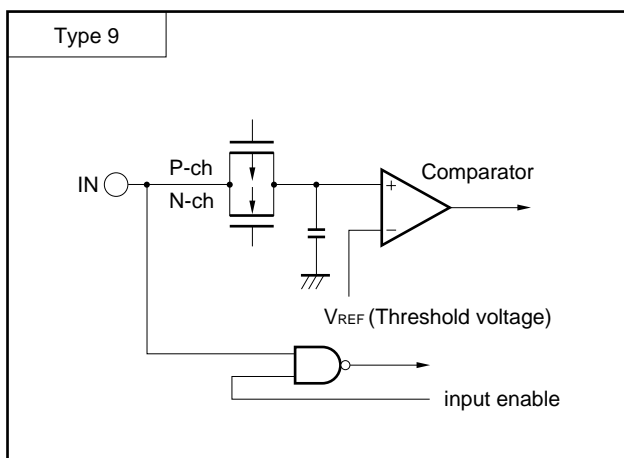 Type 9
P-ch
IN
N-ch
Comparator
+
−
VREF (Threshold voltage)
input enable